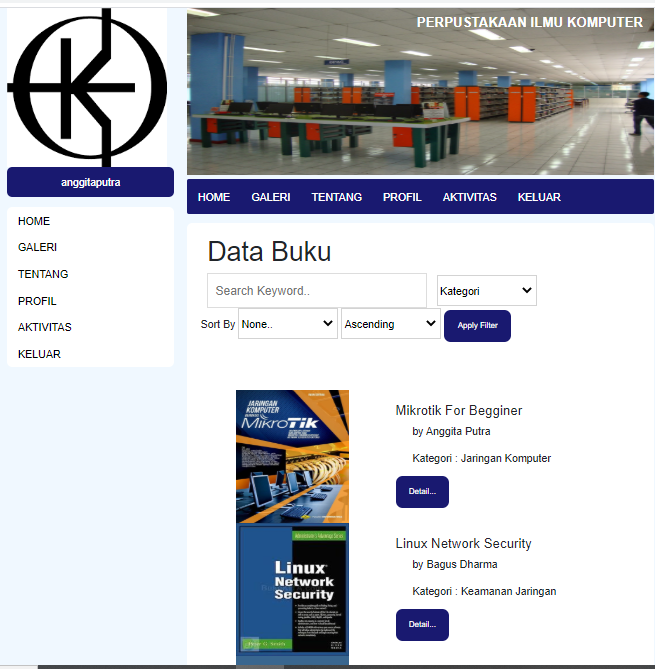 PERPUSTAKAAN ILMU KOMPUTER
anggitaputra
HOME
GALERI
TENTANG
PROFIL
AKTIVITAS
KELUAR
HOME GALERI TENTANG PROFIL AKTIVITAS KELUAR
Data Buku
Search Keyword.. Kategori
Sort By None.. Ascending Apply Filter
JARINGAN
KOMPUTER
MikroTik
Mikrotik For Begginer
by Anggita Putra
Kategori : Jaringan Komputer
Detail...
Linux
Network
Security
Linux Network Security
by Bagus Dharma
Kategori : Keamanan Jaringan
Detail...